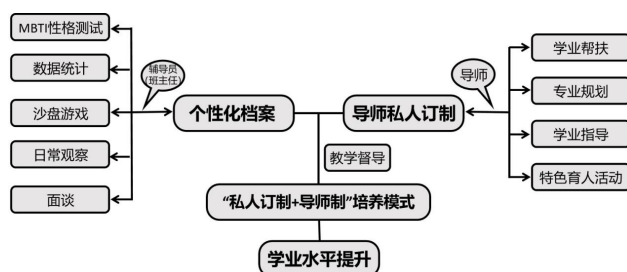 MBTI性格测试
数据统计
沙盘游戏
日常观察
面谈
辅导员
(班主任)
个性化档案
导师私人订制
导师
学业帮扶
专业规划
学业指导
特色育人活动
教学督导
“私人订制+导师制”培养模式
学业水平提升